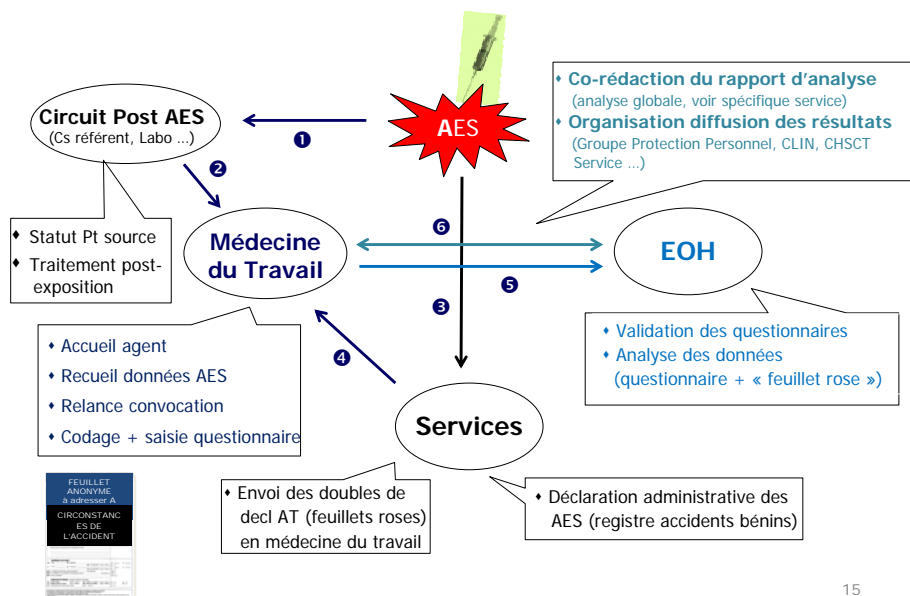 AES
Circuit Post AES
(Cs référent, Labo ...)
❶
❷
♦ Statut Pt source
♦ Traitement post-
exposition
♦ Co-rédaction du rapport d'analyse
(analyse globale, voir spécifique service)
♦ Organisation diffusion des résultats
(Groupe Protection Personnel, CLIN, CHSCT
Service ...)
Médecine
du Travail
❻
❺
EOH
❸
♦ Validation des questionnaires
♦ Analyse des données
(questionnaire + « feuillet rose »)
♦ Accueil agent
♦ Recueil données AES
♦ Relance convocation
♦ Codage + saisie questionnaire
❹
Services
♦ Envoi des doubles de
decl AT (feuillets roses)
en médecine du travail
♦ Déclaration administrative des
AES (registre accidents bénins)
FEUILLET
ANONYME
à adresser A
CIRCONSTANC
ES DE
L'ACCIDENT
15